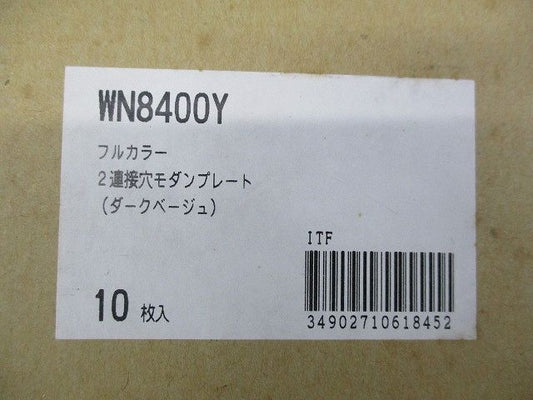 WN8400Y
フルカラー
2連接穴モダンプレート
(ダークベージュ)
10 枚入
ITF
34902710618452